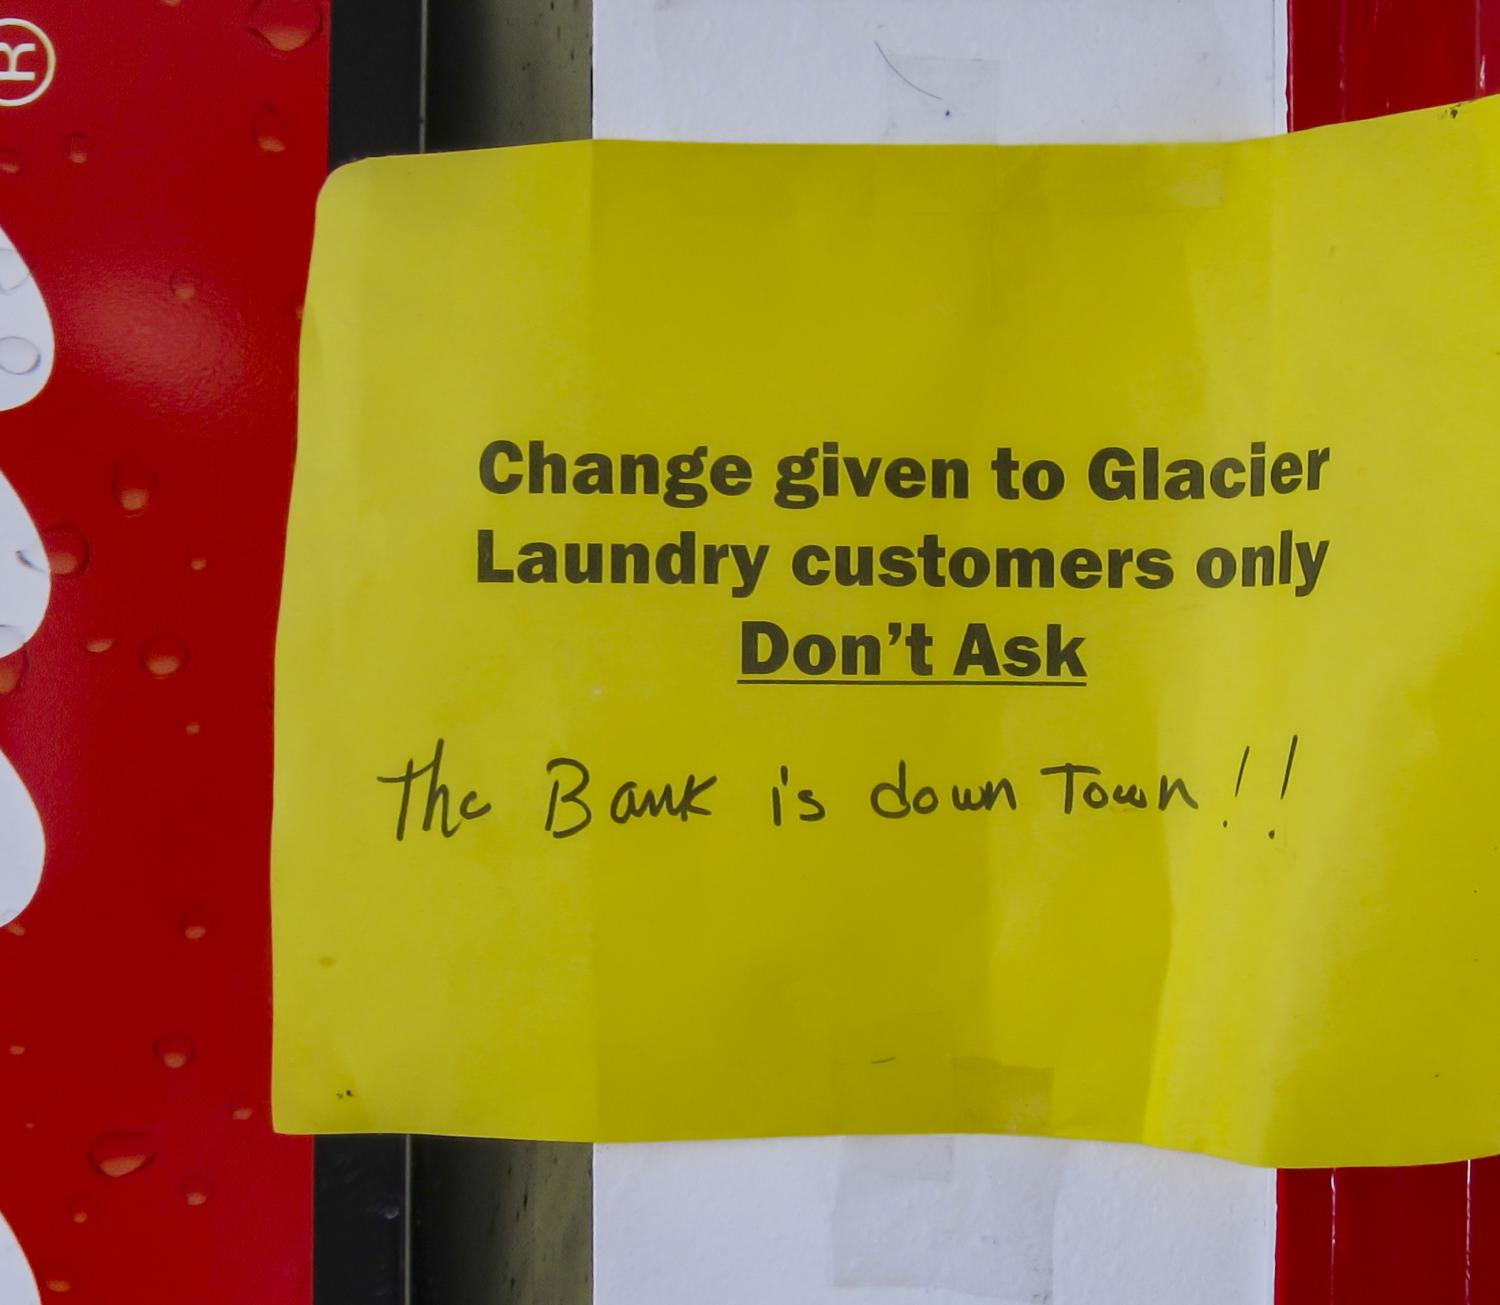 ®
Change given to Glacier
Laundry customers only
Don't Ask
The Bank is down Town!!